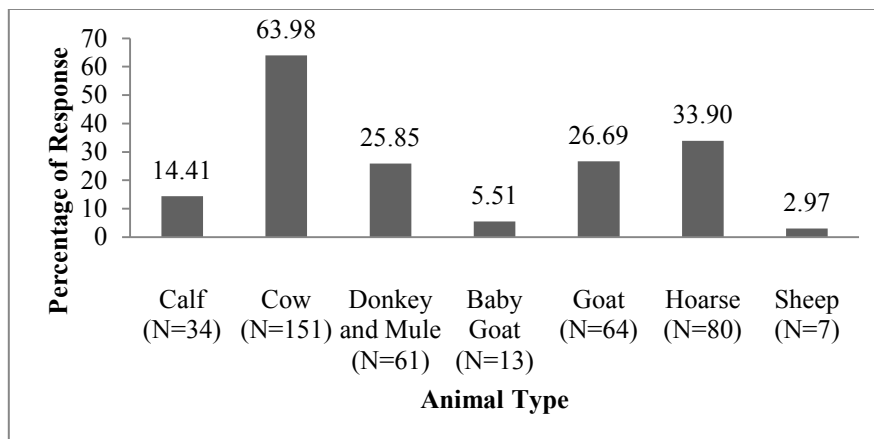 Percentage of Response
70
60
50
40
30
20
10
0
14.41
63.98
25.85
5.51
26.69
33.90
2.97
Calf
(N=34)
Cow
(N=151)
Donkey
and Mule
(N=61)
Baby
Goat
(N=13)
Goat
(N=64)
Hoarse
(N=80)
Sheep
(N=7)
Animal Type